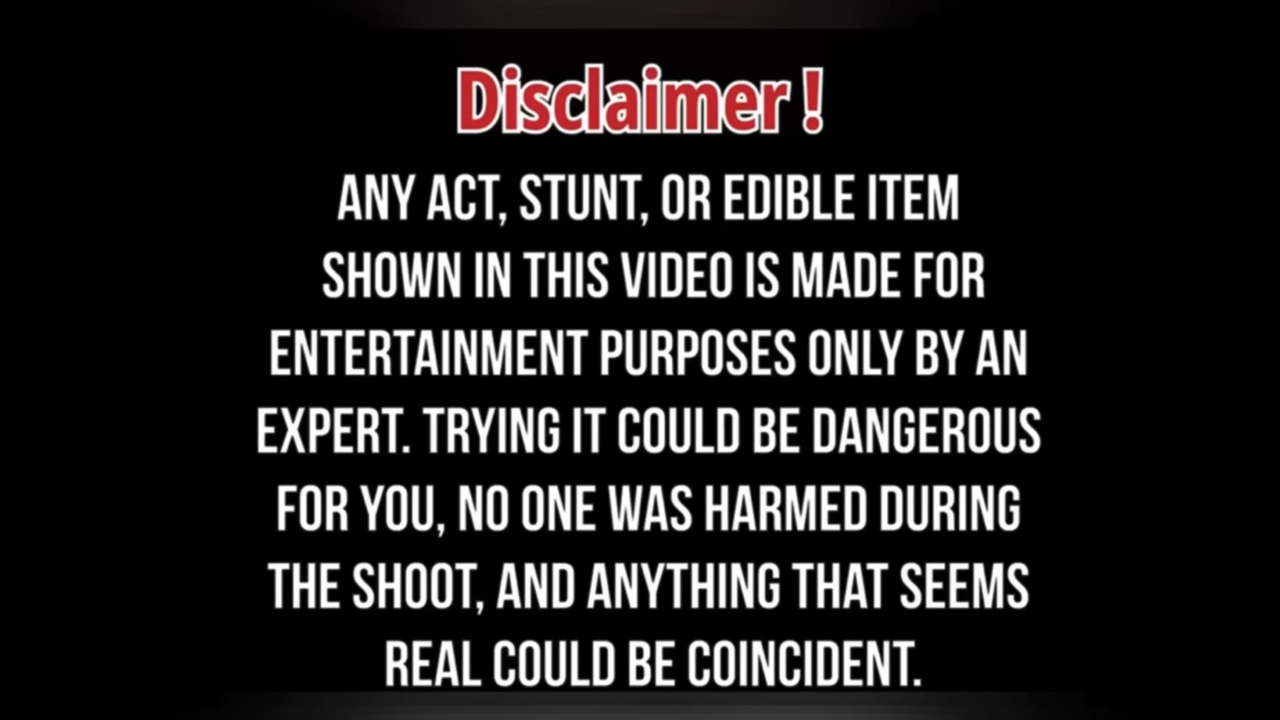 Disclaimer !
ANY ACT, STUNT, OR EDIBLE ITEM
SHOWN IN THIS VIDEO IS MADE FOR
ENTERTAINMENT PURPOSES ONLY BY AN
EXPERT. TRYING IT COULD BE DANGEROUS
FOR YOU, NO ONE WAS HARMED DURING
THE SHOOT, AND ANYTHING THAT SEEMS
REAL COULD BE COINCIDENT.